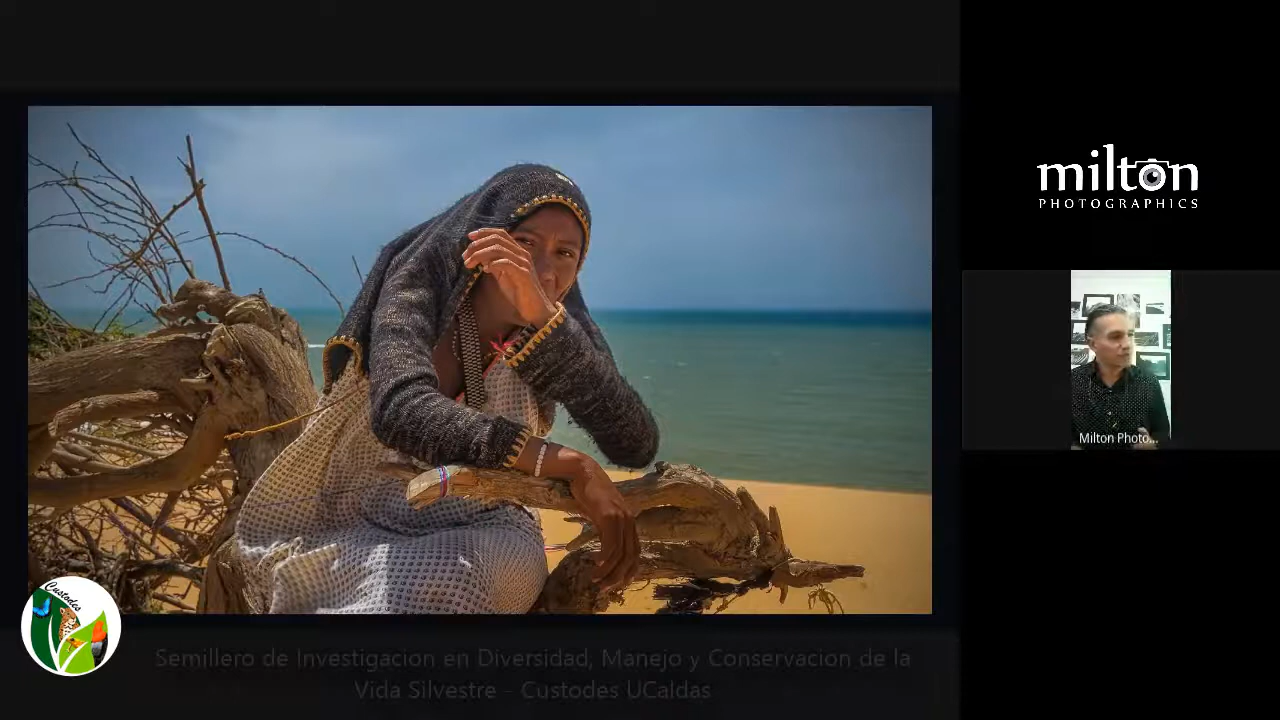 milton
PHOTOGRAPHICS
Milton Photo...
Custodes
Semillero de Investigacion en Diversidad, Manejo y Conservacion de la
Vida Silvestre - Custodes UCaldas